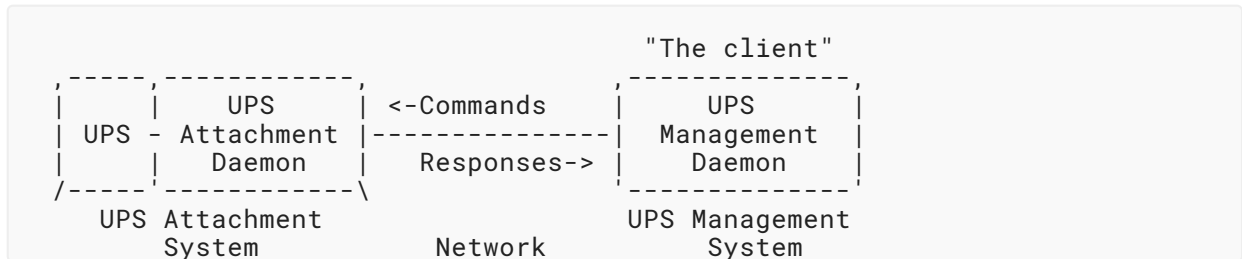 "The client"
,-----,------------, ,--------------,
| | UPS | <-Commands | UPS |
| UPS - Attachment |---------------| Management |
| | Daemon | Responses-> | Daemon |
/-----'------------\ '--------------'
UPS Attachment UPS Management
System Network System